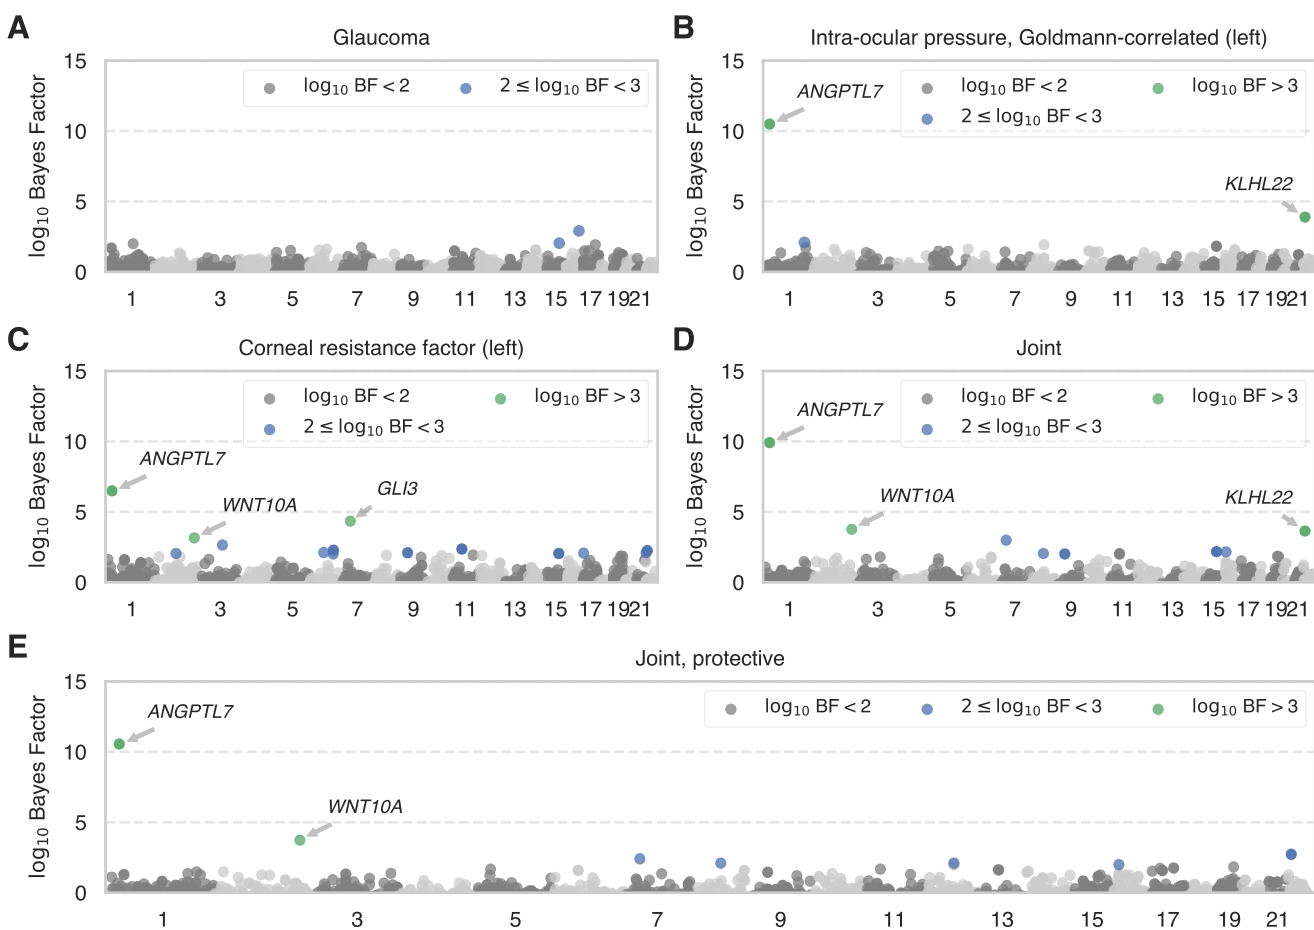 A
Glaucoma
log₁₀ Bayes Factor
15
10
5
0
log₁₀ BF < 2
2 ≤ log₁₀ BF < 3
1 3 5 7 9 11 13 15 17 19 21
B
Intra-ocular pressure, Goldmann-correlated (left)
log₁₀ Bayes Factor
15
10
5
0
log₁₀ BF < 2
log₁₀ BF > 3
2 ≤ log₁₀ BF < 3
ANGPTL7
KLHL22
1 3 5 7 9 11 13 15 17 19 21
C
Corneal resistance factor (left)
log₁₀ Bayes Factor
15
10
5
0
log₁₀ BF < 2
log₁₀ BF > 3
2 ≤ log₁₀ BF < 3
ANGPTL7
WNT10A
GLI3
1 3 5 7 9 11 13 15 17 19 21
D
Joint
log₁₀ Bayes Factor
15
10
5
0
log₁₀ BF < 2
log₁₀ BF > 3
2 ≤ log₁₀ BF < 3
ANGPTL7
WNT10A
KLHL22
1 3 5 7 9 11 13 15 17 19 21
E
Joint, protective
log₁₀ Bayes Factor
15
10
5
0
log₁₀ BF < 2
2 ≤ log₁₀ BF < 3
log₁₀ BF > 3
ANGPTL7
WNT10A
1 3 5 7 9 11 13 15 17 19 21